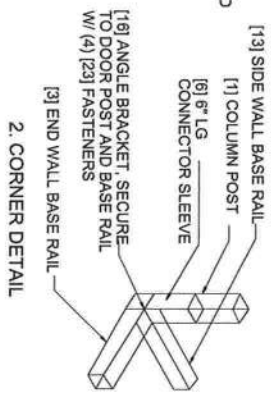 [13] SIDE WALL BASE RAIL
[1] COLUMN POST
[6] 6" LG
CONNECTOR SLEEVE
[16] ANGLE BRACKET, SECURE
TO DOOR POST AND BASE RAIL
W/ (4) [23] FASTENERS
[3] END WALL BASE RAIL
2. CORNER DETAIL